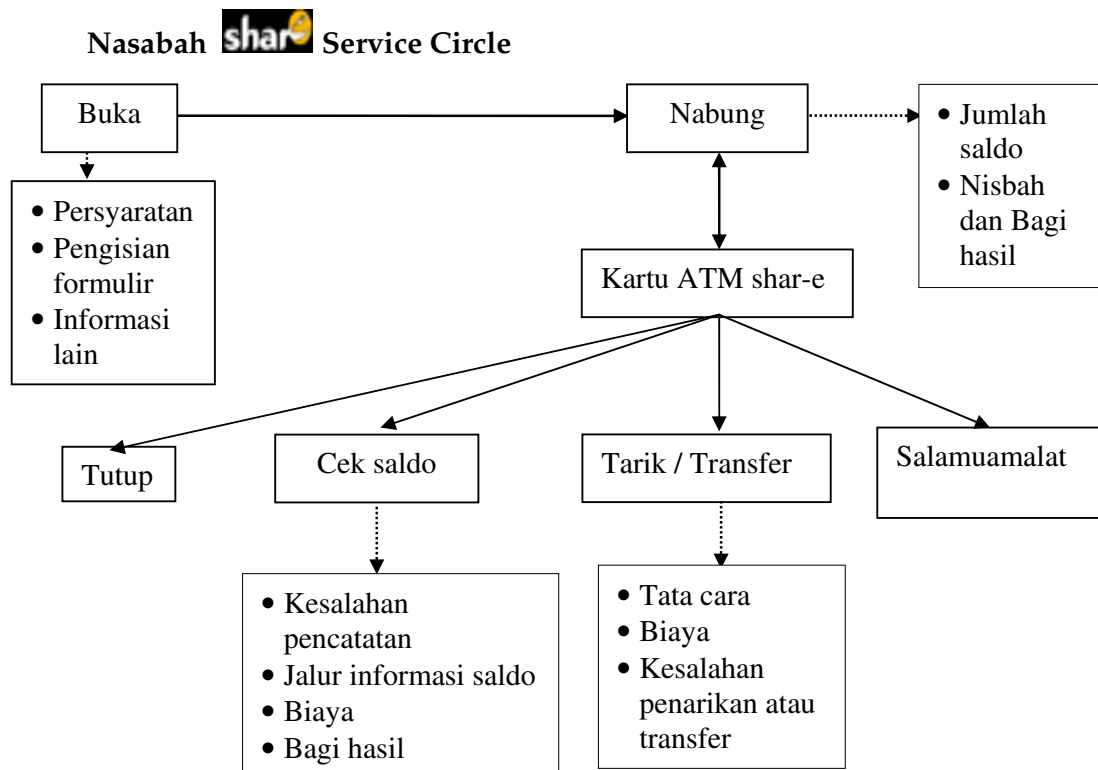 Nasabah shar-e Service Circle
Buka
Nabung
• Jumlah
saldo
• Nisbah
dan Bagi
hasil
• Persyaratan
• Pengisian
formulir
• Informasi
lain
Kartu ATM shar-e
Tutup
Cek saldo
Tarik / Transfer
Salamuamalat
• Kesalahan
pencatatan
• Jalur informasi saldo
• Biaya
• Bagi hasil
• Tata cara
• Biaya
• Kesalahan
penarikan atau
transfer